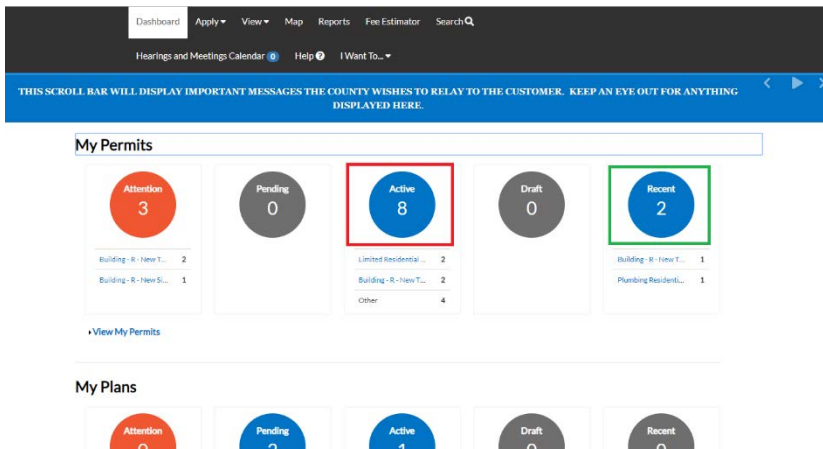 Dashboard Apply View Map Reports Fee Estimator Search
Hearings and Meetings Calendar 0 Help I Want To...
THIS SCROLL BAR WILL DISPLAY IMPORTANT MESSAGES THE COUNTY WISHES TO RELAY TO THE CUSTOMER. KEEP AN EYE OUT FOR ANYTHING
DISPLAYED HERE.
My Permits
Attention Pending Active Draft Recent
3 0 8 0 2
Building - R - New T... 2 Limited Residential ... 2 Building - R - New T... 1
Building - R - New Si... 1 Building - R - New T... 2 Plumbing Residenti... 1
Other 4
View My Permits
My Plans
Attention Pending Active Draft Recent